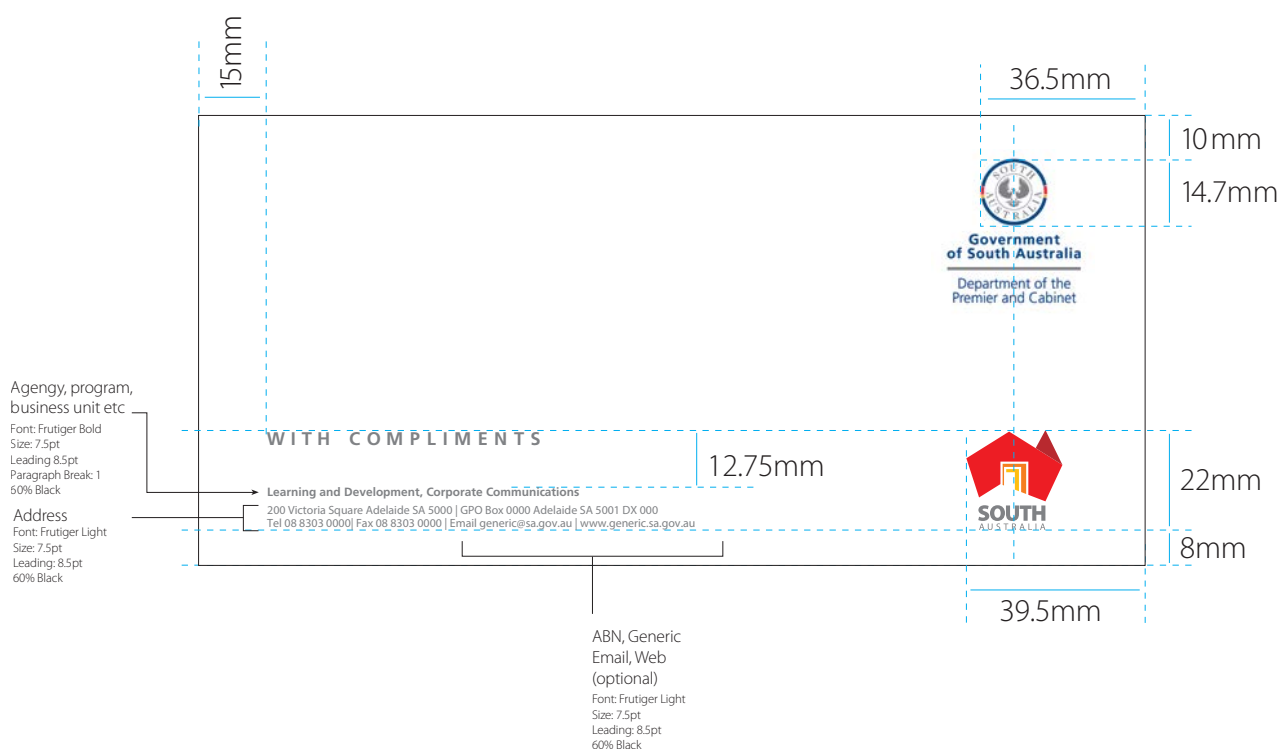 15mm
36.5mm
10mm
14.7mm
SOUTH
AUSTRALIA
Government
of South Australia
Department of the
Premier and Cabinet
Agengy, program,
business unit etc
Font: Frutiger Bold
Size: 7.5pt
Leading 8.5pt
Paragraph Break: 1
60% Black
WITH COMPLIMENTS
12.75mm
22mm
Learning and Development, Corporate Communications
Address
Font: Frutiger Light
Size: 7.5pt
Leading: 8.5pt
60% Black
200 Victoria Square Adelaide SA 5000 | GPO Box 0000 Adelaide SA 5001 DX 000
Tel 08 8303 0000| Fax 08 8303 0000 | Email generic@sa.gov.au | www.generic.sa.gov.au
SOUTH
AUSTRALIA
8mm
39.5mm
ABN, Generic
Email, Web
(optional)
Font: Frutiger Light
Size: 7.5pt
Leading: 8.5pt
60% Black